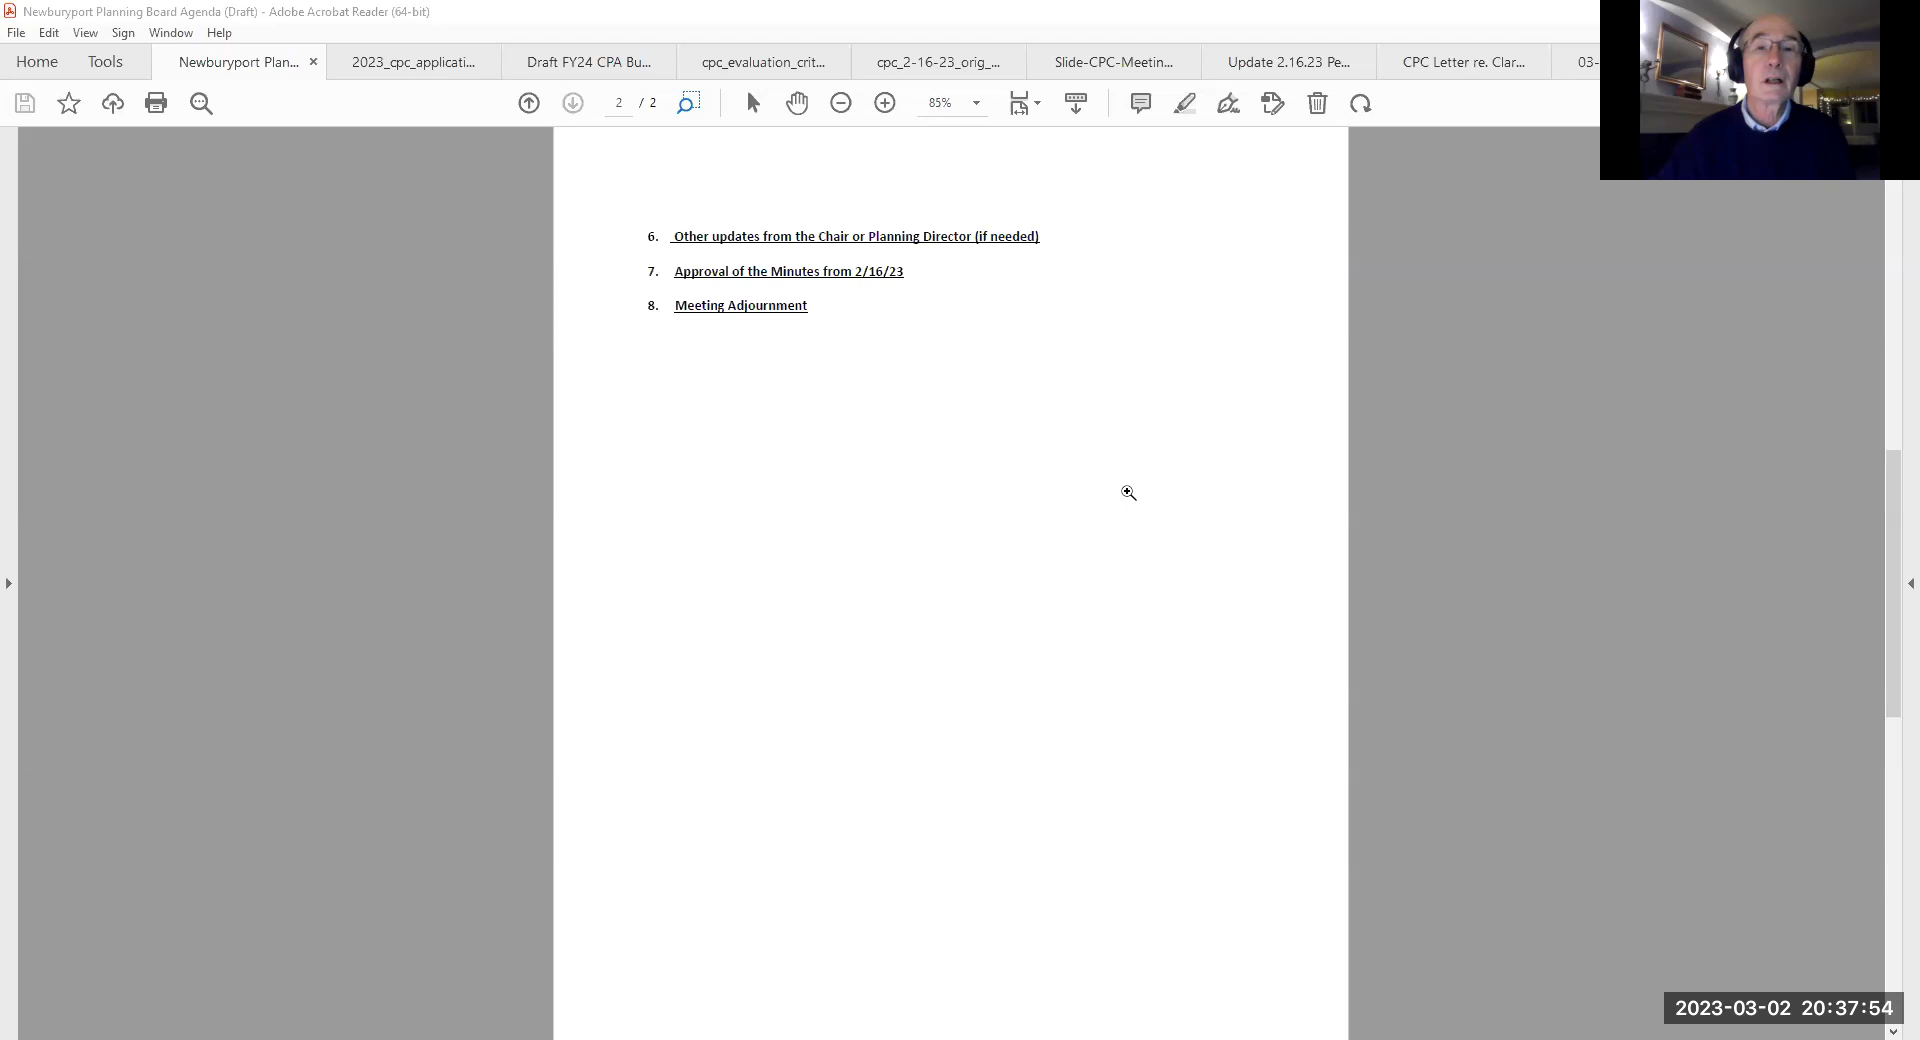 Newburyport Planning Board Agenda (Draft) - Adobe Acrobat Reader (64-bit)
File Edit View Sign Window Help
Home Tools Newburyport Plan... × 2023_cpc_applicati... Draft FY24 CPA Bu... cpc_evaluation_crit... cpc_2-16-23_orig_... Slide-CPC-Meetin... Update 2.16.23 Pe... CPC Letter re. Clar... 03-
2 / 2 85%
6. Other updates from the Chair or Planning Director (if needed)
7. Approval of the Minutes from 2/16/23
8. Meeting Adjournment
2023-03-02 20:37:54